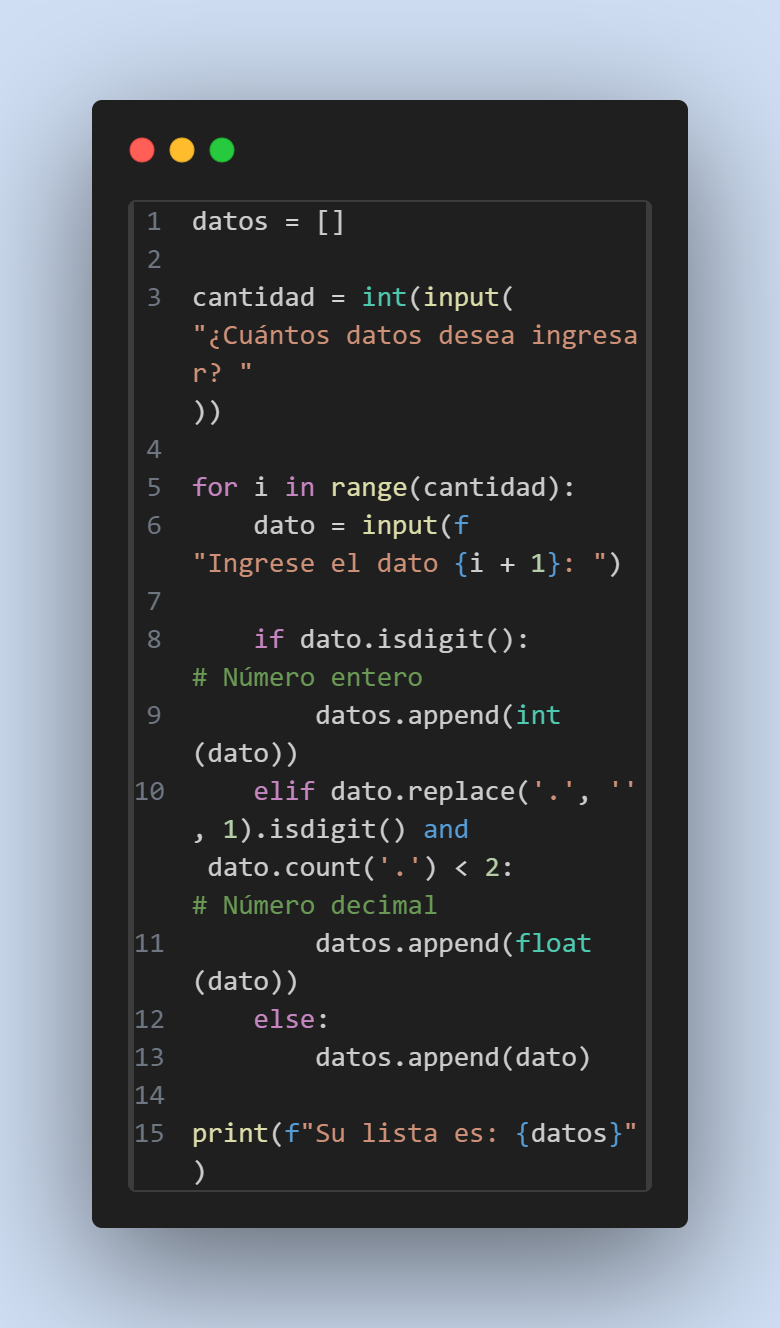 1 datos = []
2
3 cantidad = int(input(
"¿Cuántos datos desea ingresa
r? "
))
4
5 for i in range(cantidad):
6     dato = input(f
"Ingrese el dato {i + 1}: ")
7
8     if dato.isdigit():
# Número entero
9         datos.append(int
(dato))
10     elif dato.replace('.', ''
, 1).isdigit() and
 dato.count('.') < 2:
# Número decimal
11         datos.append(float
(dato))
12     else:
13         datos.append(dato)
14
15 print(f"Su lista es: {datos}"
)